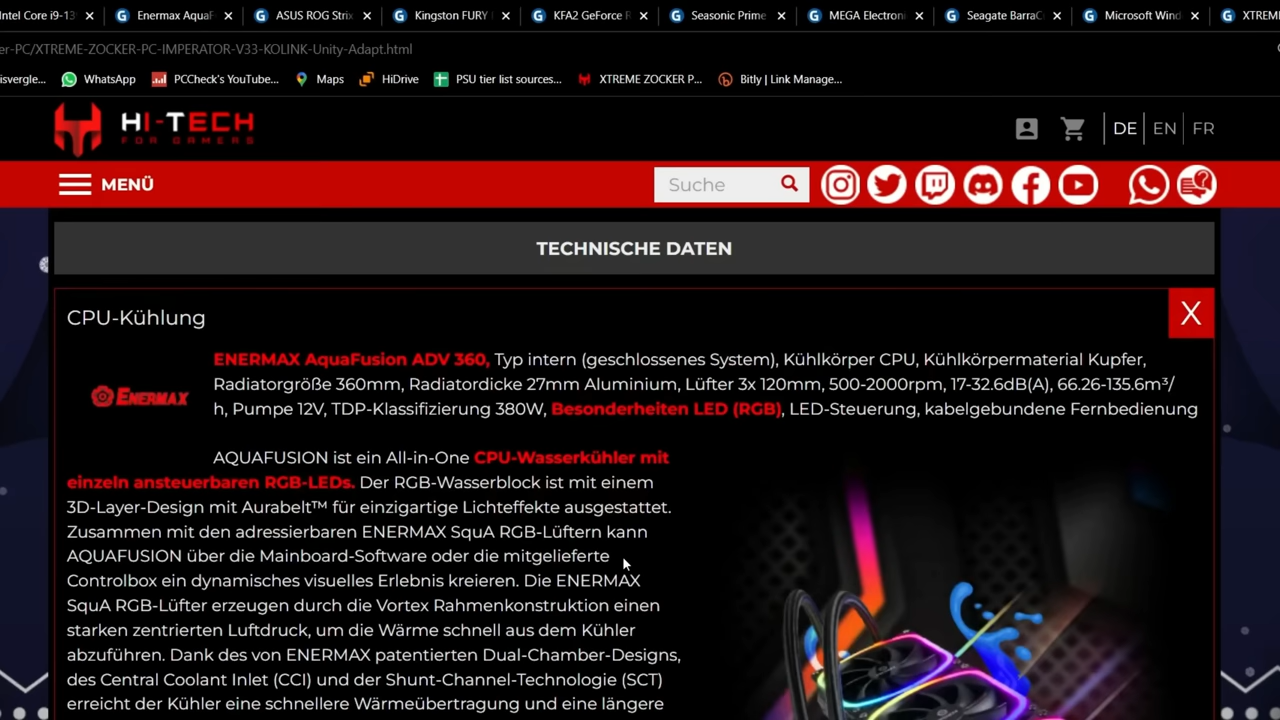 Intel Core i9-13
Enermax AquaF
ASUS ROG Strix
Kingston FURY
KFA2 GeForce R
Seasonic Prime
MEGA Electroni
Seagate BarraCo
Microsoft Wind
XTREME
er-PC/XTREME-ZOCKER-PC-IMPERATOR-V33-KOLINK-Unity-Adapt.html
isvergle...
WhatsApp
PCCheck's YouTube...
Maps
HiDrive
PSU tier list sources...
XTREME ZOCKER P...
Bitly | Link Manage...
HI-TECH
FOR GAMERS
DE EN FR
MENÜ
Suche
TECHNISCHE DATEN
CPU-Kühlung
X
ENERMAX AquaFusion ADV 360, Typ intern (geschlossenes System), Kühlkörper CPU, Kühlkörpermaterial Kupfer,
Radiatorgröße 360mm, Radiatordicke 27mm Aluminium, Lüfter 3x 120mm, 500-2000rpm, 17-32.6dB(A), 66.26-135.6m³/
h, Pumpe 12V, TDP-Klassifizierung 380W, Besonderheiten LED (RGB), LED-Steuerung, kabelgebundene Fernbedienung
ENERMAX
AQUAFUSION ist ein All-in-One CPU-Wasserkühler mit
einzeln ansteuerbaren RGB-LEDs. Der RGB-Wasserblock ist mit einem
3D-Layer-Design mit Aurabelt™ für einzigartige Lichteffekte ausgestattet.
Zusammen mit den adressierbaren ENERMAX SquA RGB-Lüftern kann
AQUAFUSION über die Mainboard-Software oder die mitgelieferte
Controlbox ein dynamisches visuelles Erlebnis kreieren. Die ENERMAX
SquA RGB-Lüfter erzeugen durch die Vortex Rahmenkonstruktion einen
starken zentrierten Luftdruck, um die Wärme schnell aus dem Kühler
abzuführen. Dank des von ENERMAX patentierten Dual-Chamber-Designs,
des Central Coolant Inlet (CCI) und der Shunt-Channel-Technologie (SCT)
erreicht der Kühler eine schnellere Wärmeübertragung und eine längere